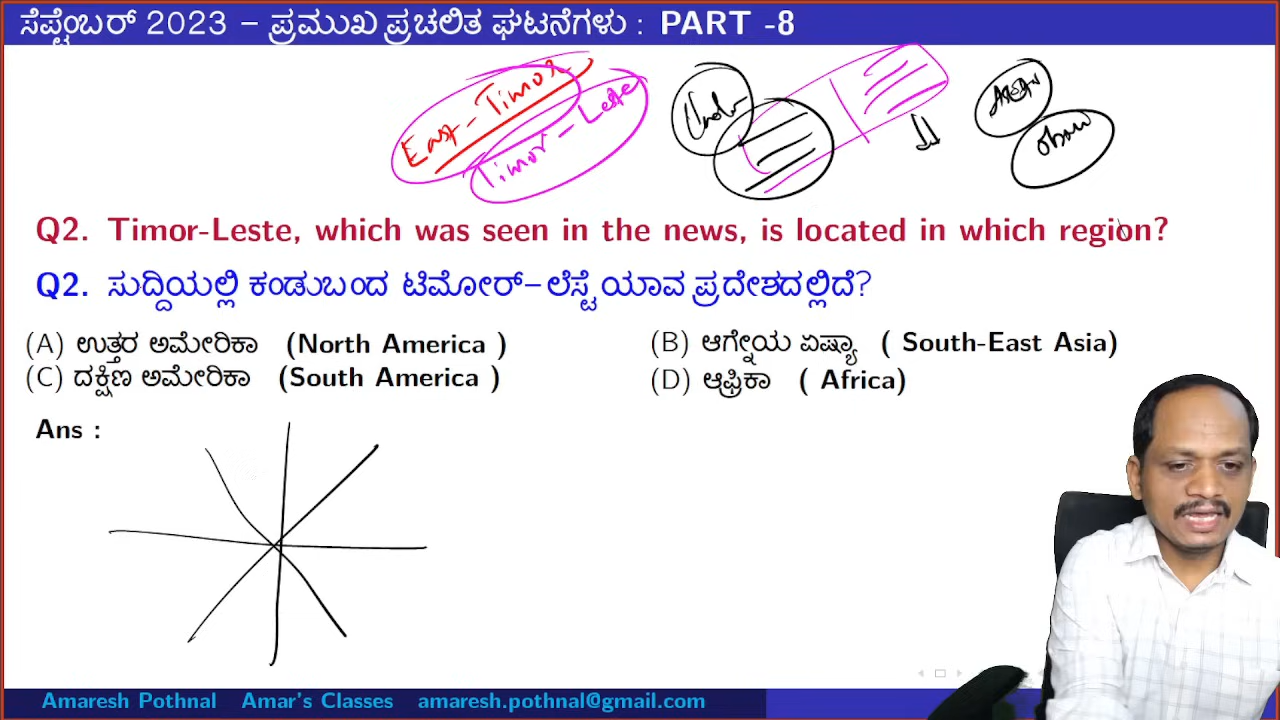 ಸೆಪ್ಟೆಂಬರ್ 2023 – ಪ್ರಮುಖ ಪ್ರಚಲಿತ ಘಟನೆಗಳು : PART -8
East-Timor
Timor-Leste
Q2. Timor-Leste, which was seen in the news, is located in which region?
Q2. ಸುದ್ದಿಯಲ್ಲಿ ಕಂಡುಬಂದ ಟಿಮೋರ್-ಲೆಸ್ಟೆ ಯಾವ ಪ್ರದೇಶದಲ್ಲಿದೆ?
(A) ಉತ್ತರ ಅಮೇರಿಕಾ (North America ) (B) ಆಗ್ನೇಯ ಏಷ್ಯಾ ( South-East Asia)
(C) ದಕ್ಷಿಣ ಅಮೇರಿಕಾ (South America ) (D) ಆಫ್ರಿಕಾ ( Africa)
Ans :
Amaresh Pothnal Amar's Classes amaresh.pothnal@gmail.com